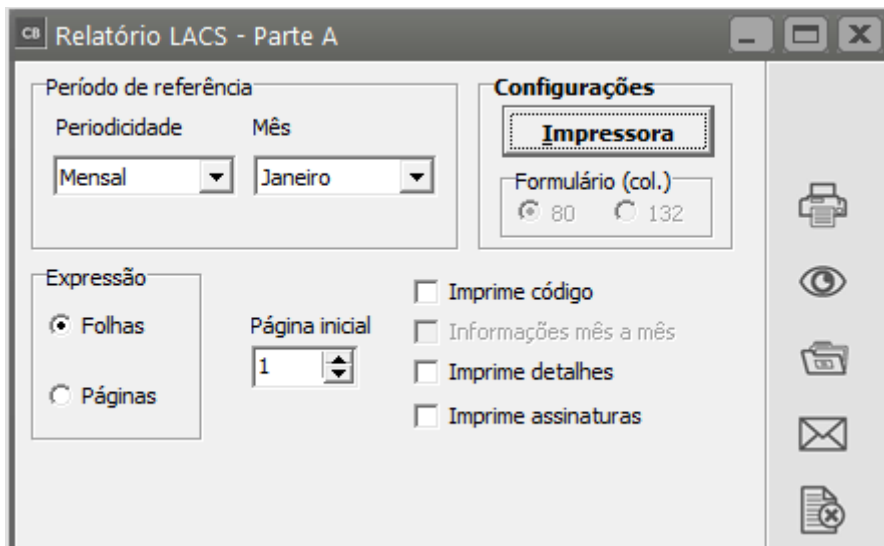 CB Relatório LACS - Parte A
Período de referência
Periodicidade Mês
Mensal Janeiro
Configurações
Impressora
Formulário (col.)
80 132
Expressão
Folhas
Páginas
Página inicial
1
Imprime código
Informações mês a mês
Imprime detalhes
Imprime assinaturas